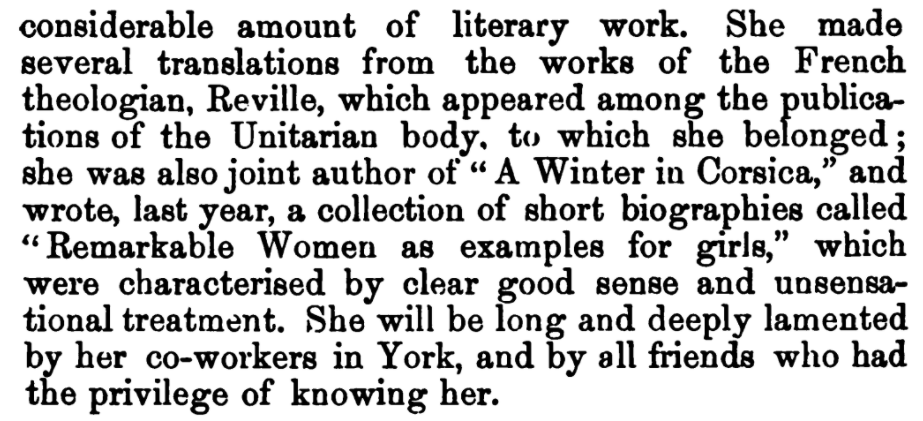 considerable amount of literary work. She made
several translations from the works of the French
theologian, Reville, which appeared among the publica-
tions of the Unitarian body, to which she belonged;
she was also joint author of "A Winter in Corsica," and
wrote, last year, a collection of short biographies called
"Remarkable Women as examples for girls," which
were characterised by clear good sense and unsensa-
tional treatment. She will be long and deeply lamented
by her co-workers in York, and by all friends who had
the privilege of knowing her.